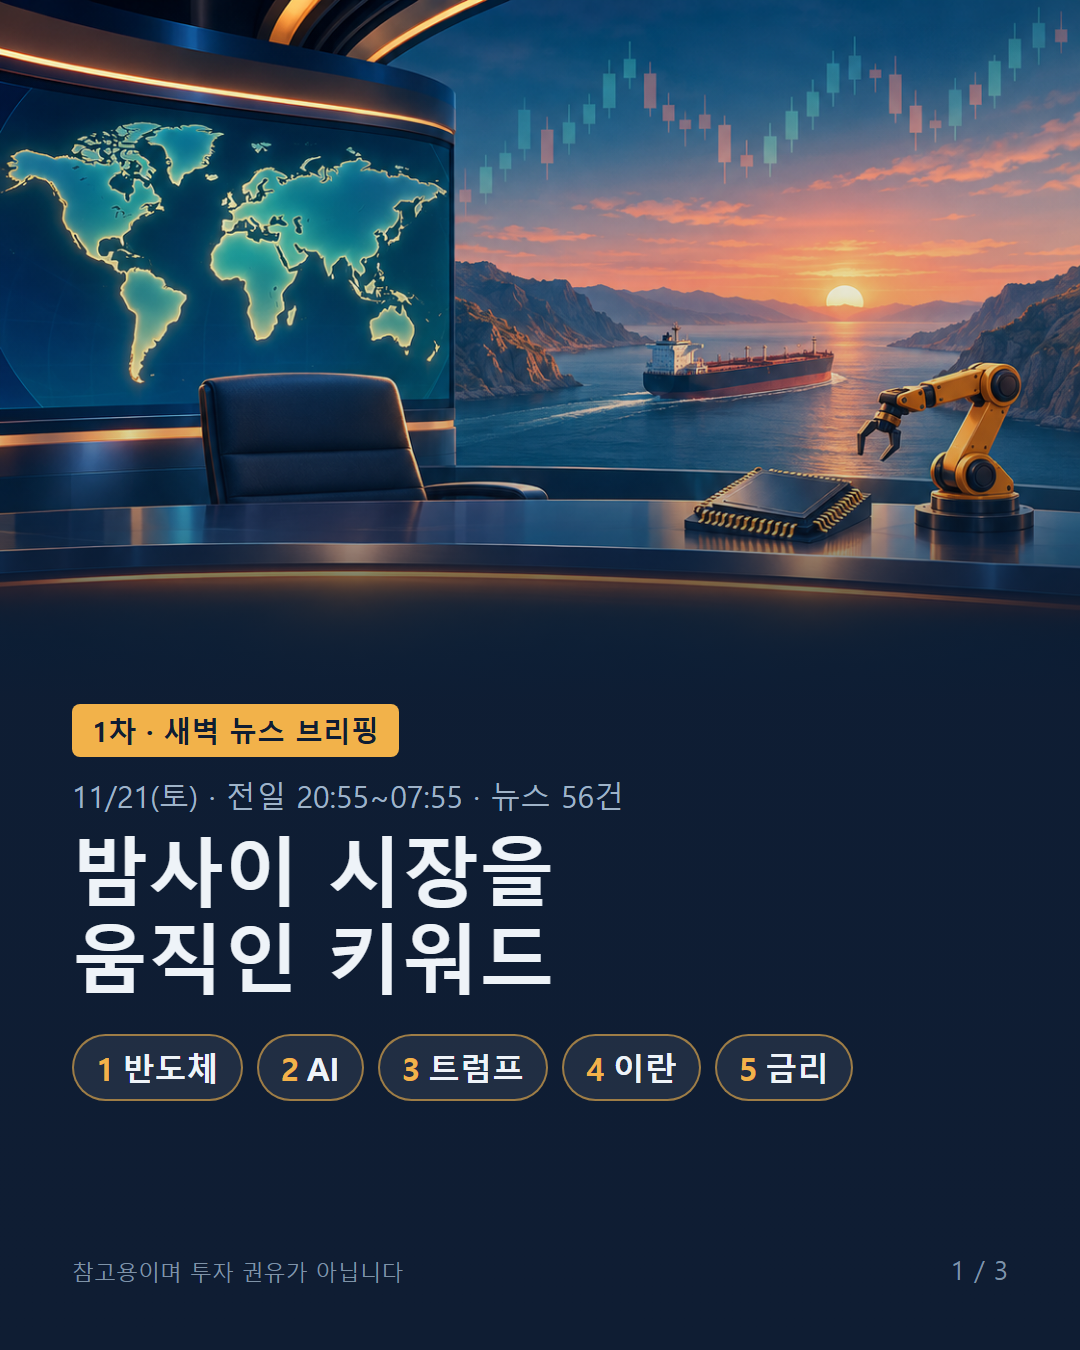 1차 · 새벽 뉴스 브리핑
11/21(토) · 전일 20:55~07:55 · 뉴스 56건
밤사이 시장을
움직인 키워드
1 반도체 2 AI 3 트럼프 4 이란 5 금리
참고용이며 투자 권유가 아닙니다 1 / 3